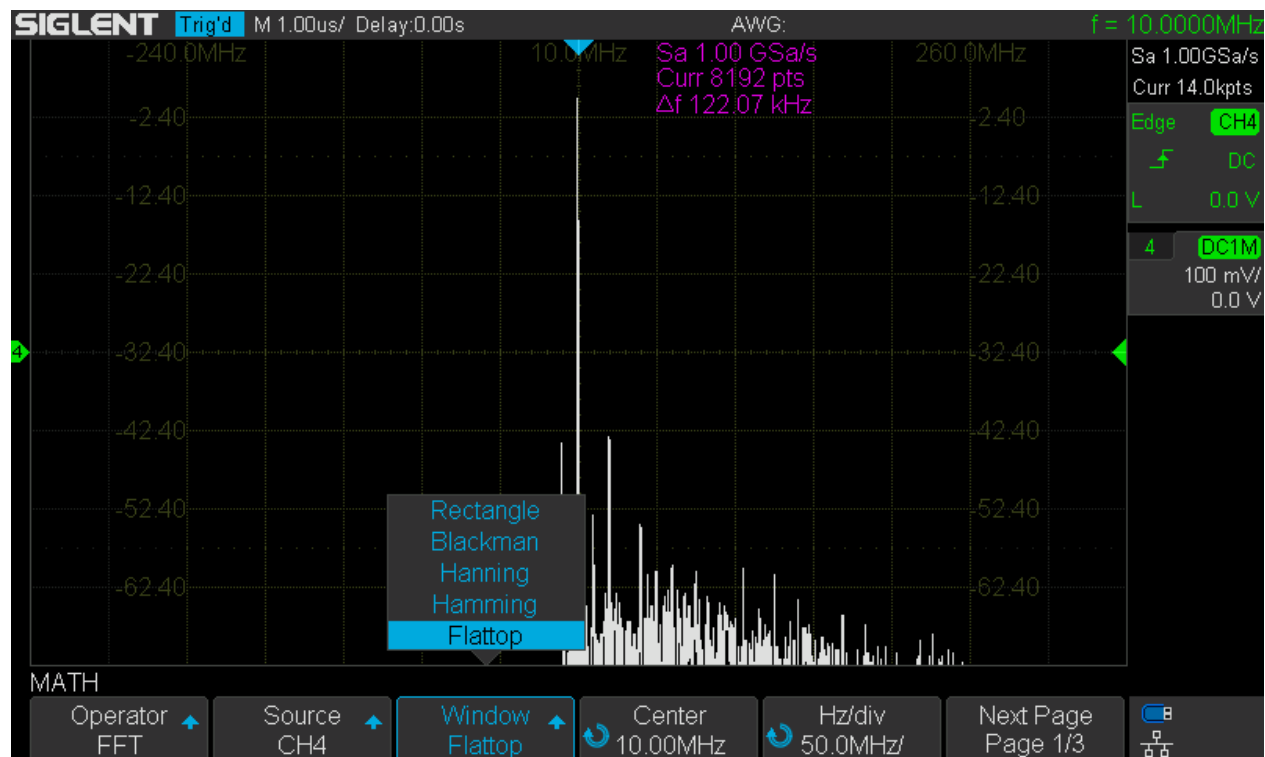 SIGLENT Trig'd M 1.00us/ Delay:0.00s AWG: f = 10.0000MHz
-240.0MHz 10.0MHz Sa 1.00 GSa/s 260.0MHz Sa 1.00GSa/s
Curr 8192 pts Curr 14.0kpts
Δf 122.07 kHz
-2.40 -2.40 Edge CH4
DC
-12.40 -12.40 L 0.0 V
4 DC1M
-22.40 -22.40 100 mV/
0.0 V
4 -32.40 -32.40
-42.40 -42.40
-52.40 Rectangle -52.40
Blackman
Hanning
-62.40 Hamming -62.40
Flattop
MATH
Operator Source Window Center Hz/div Next Page
FFT CH4 Flattop 10.00MHz 50.0MHz/ Page 1/3